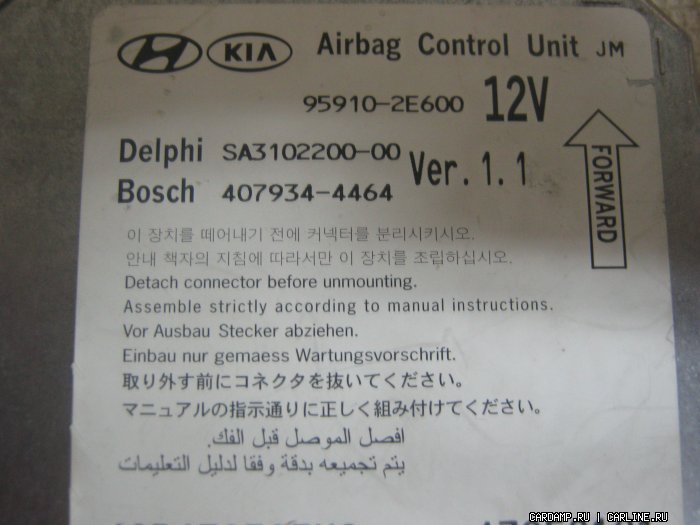 HYUNDAI KIA Airbag Control Unit JM
95910-2E600 12V
Delphi SA3102200-00
Bosch 407934-4464
Ver. 1.1
FORWARD
이 장치를 떼어내기 전에 커넥터를 분리시키시오.
안내 책자의 지침에 따라서만 이 장치를 조립하십시오.
Detach connector before unmounting.
Assemble strictly according to manual instructions.
Vor Ausbau Stecker abziehen.
Einbau nur gemaess Wartungsvorschrift.
取り外す前にコネクタを抜いてください。
マニュアルの指示通りに正しく組み付けてください。
افصل الموصل قبل الفك.
يتم تجميعه بدقة وفقا لدليل التعليمات
CARDAMP.RU | CARLINE.RU